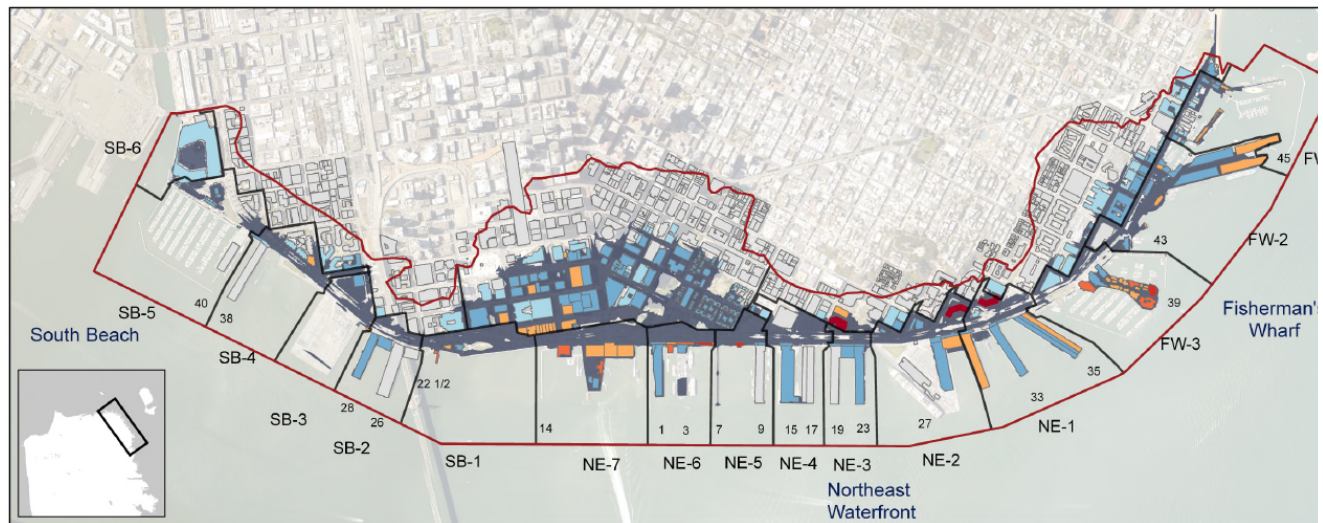 SB-6
SB-5
40
38
South Beach
SB-4
SB-3
28
26
SB-2
22 1/2
SB-1
14
NE-7
1
3
NE-6
7
9
NE-5
15
17
NE-4
19
23
NE-3
Northeast
Waterfront
27
NE-2
33
NE-1
35
FW-3
39
43
Fisherman's
Wharf
FW-2
45
FW